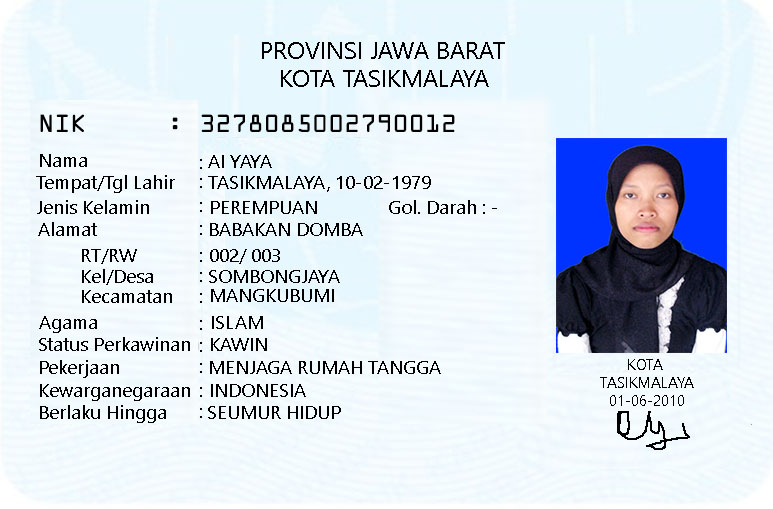 PROVINSI JAWA BARAT
KOTA TASIKMALAYA
NIK : 3278085002790012
Nama : AI YAYA
Tempat/Tgl Lahir : TASIKMALAYA, 10-02-1979
Jenis Kelamin : PEREMPUAN Gol. Darah : -
Alamat : BABAKAN DOMBA
RT/RW : 002/ 003
Kel/Desa : SOMBONGJAYA
Kecamatan : MANGKUBUMI
Agama : ISLAM
Status Perkawinan : KAWIN
Pekerjaan : MENJAGA RUMAH TANGGA
Kewarganegaraan : INDONESIA
Berlaku Hingga : SEUMUR HIDUP
KOTA
TASIKMALAYA
01-06-2010